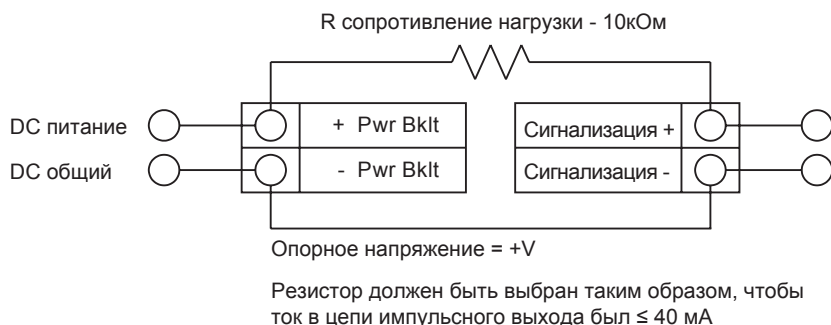 R сопротивление нагрузки - 10кОм
DC питание
+ Pwr Bklt
Сигнализация +
DC общий
- Pwr Bklt
Сигнализация -
Опорное напряжение = +V
Резистор должен быть выбран таким образом, чтобы
ток в цепи импульсного выхода был ≤ 40 мА